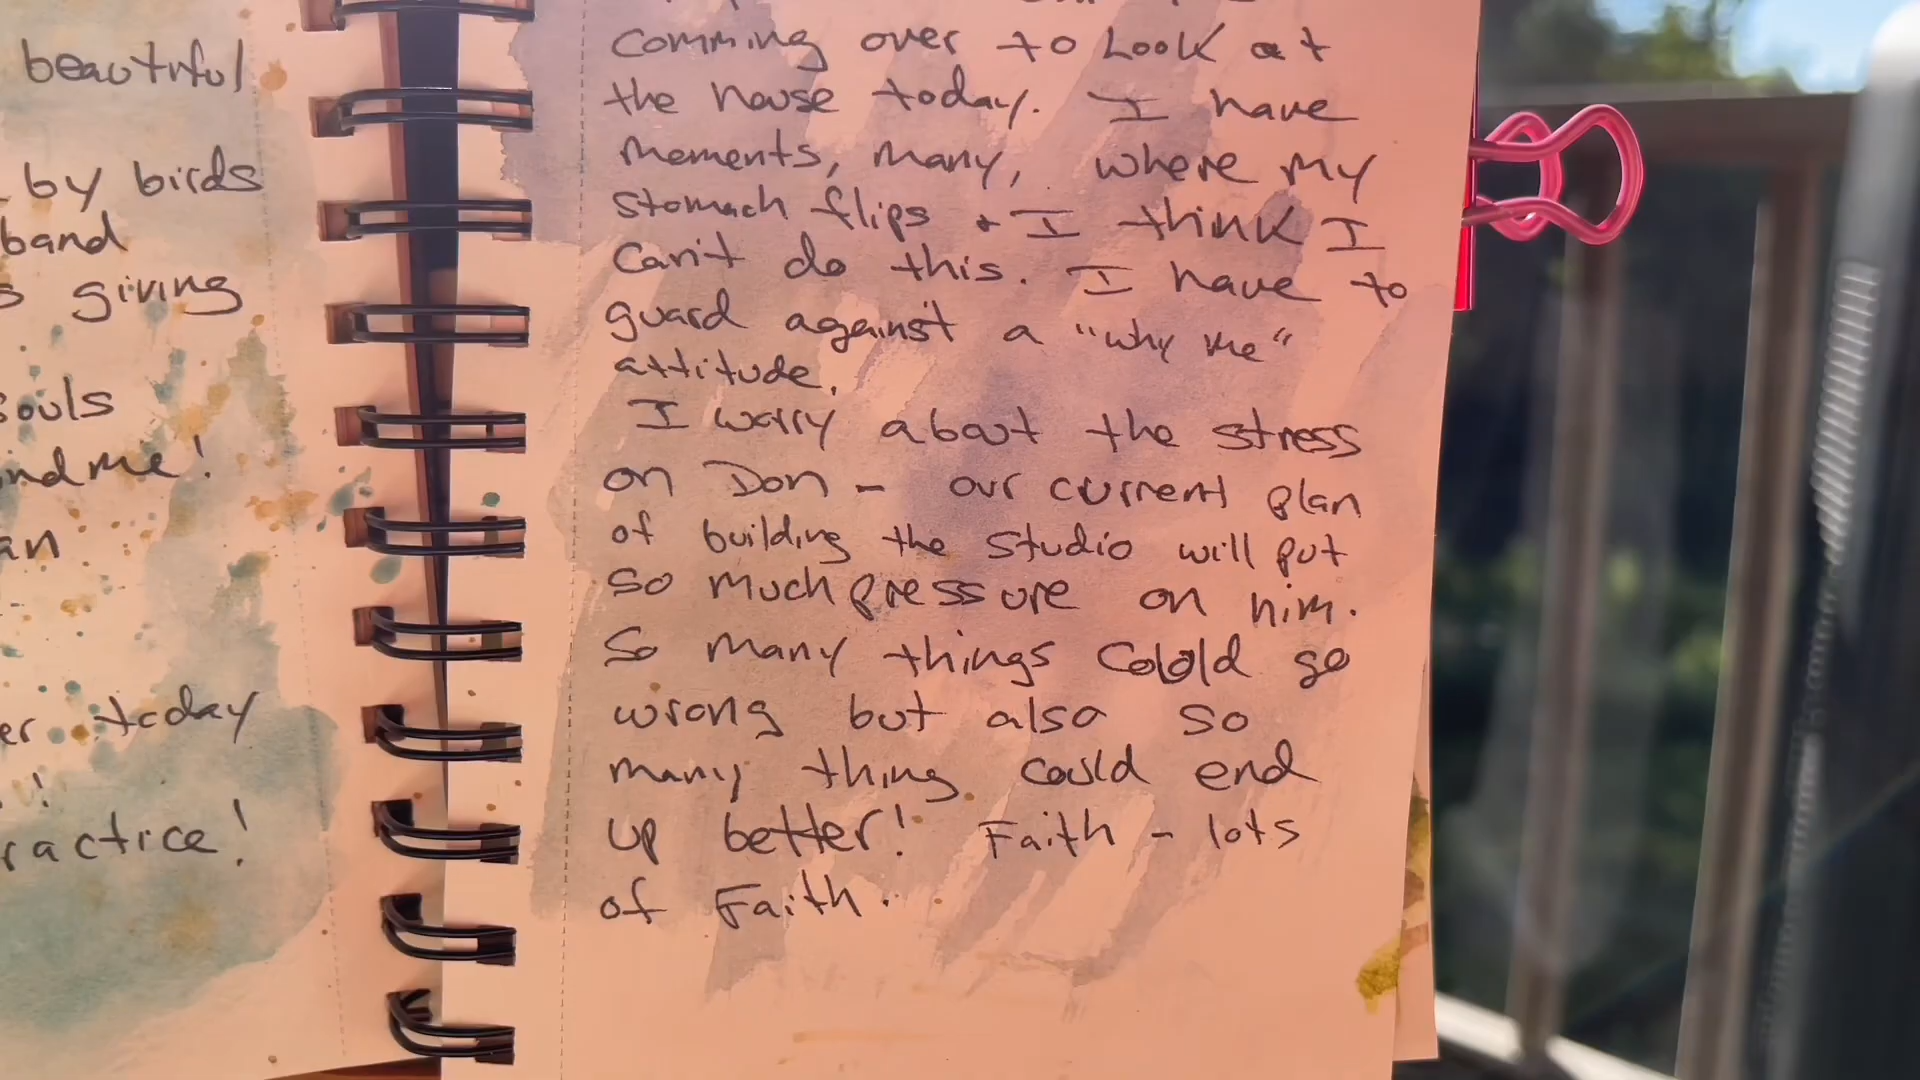 beautiful
by birds
band
giving
souls
me!
today
!
ractice!
comming over to Look at
the house today. I have
moments, many, where my
stomach flips + I think I
can't do this. I have to
guard against a "why me"
attitude.
I worry about the stress
on Don - our current plan
of building the studio will put
so much pressure on him.
So many things could go
wrong but also so
many thing could end
up better! Faith - lots
of Faith.